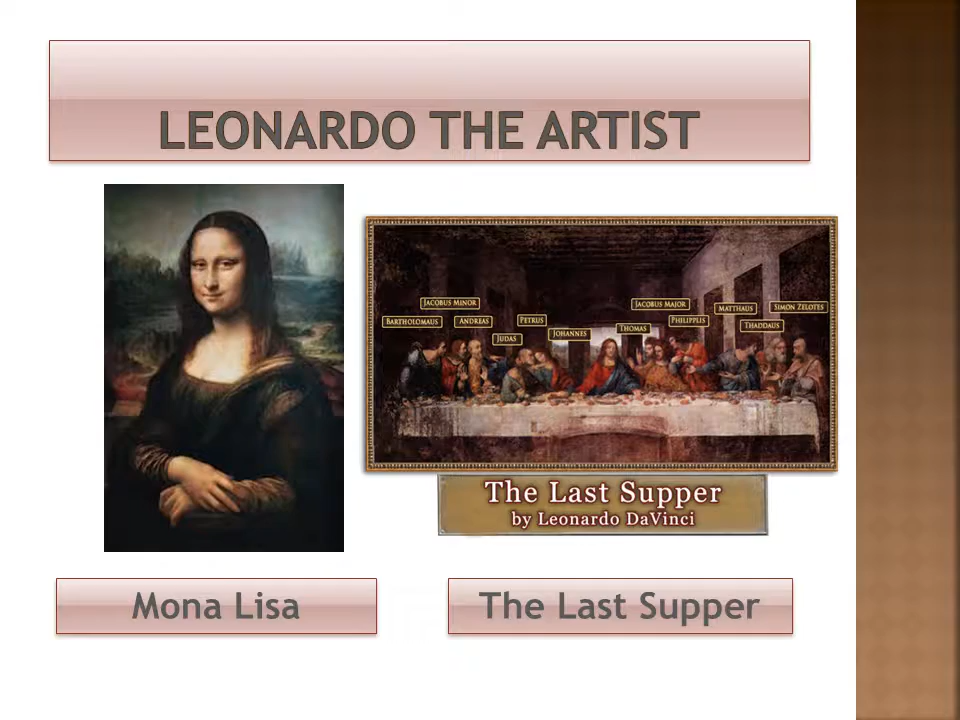 LEONARDO THE ARTIST
JACOBUS MINOR
JACOBUS MAJOR
MATTHAUS
SIMON ZELOTES
BARTHOLOMAUS
ANDREAS
PETRUS
PHILIPPLIS
JUDAS
JOHANNES
THOMAS
THADDAUS
The Last Supper
by Leonardo DaVinci
Mona Lisa
The Last Supper